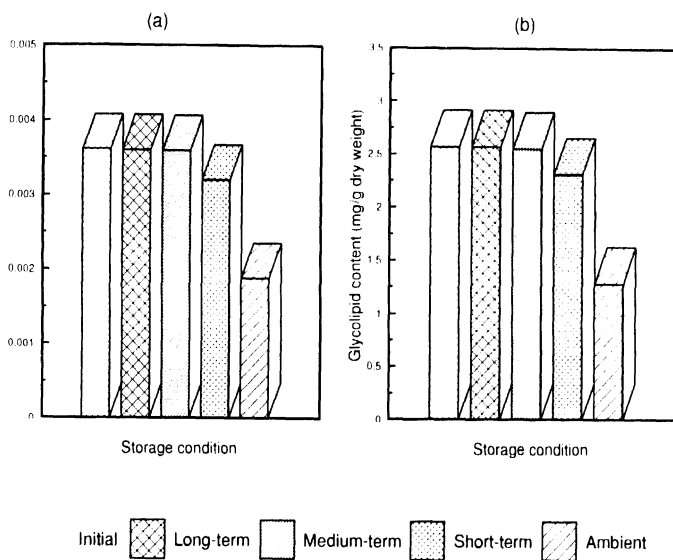 (a)
0.005
0.004
0.003
0.002
0.001
0
Storage condition
(b)
Glycolipid content (mg/g dry weight)
3.5
3
2.5
2
1.5
1
0.5
0
Storage condition
Initial Long-term Medium-term Short-term Ambient